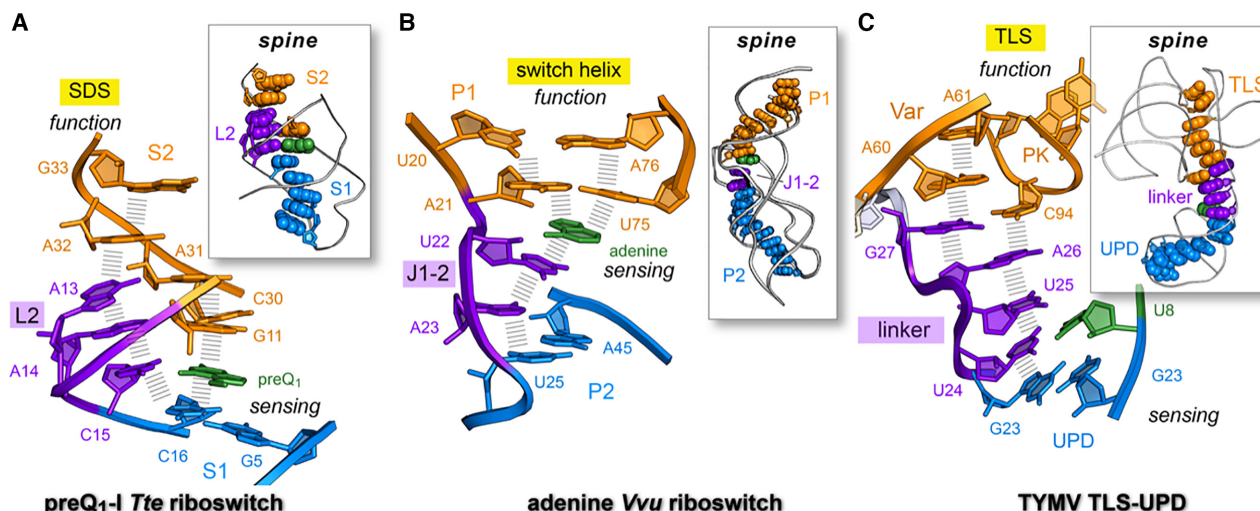 A
spine
SDS
function
S2
S2
G33
L2
S1
A32
A31
A13
C30
L2
G11
A14
preQ1
sensing
C15
C16
S1
G5
preQ1-I Tte riboswitch
B
spine
switch helix
function
P1
P1
U20
A76
A21
J1-2
U75
U22
adenine
sensing
J1-2
P2
A23
A45
U25
P2
adenine Vvu riboswitch
C
spine
TLS
function
TLS
A61
Var
PK
A60
linker
C94
G27
A26
UPD
U25
U8
linker
U24
G23
G23
sensing
UPD
TYMV TLS-UPD